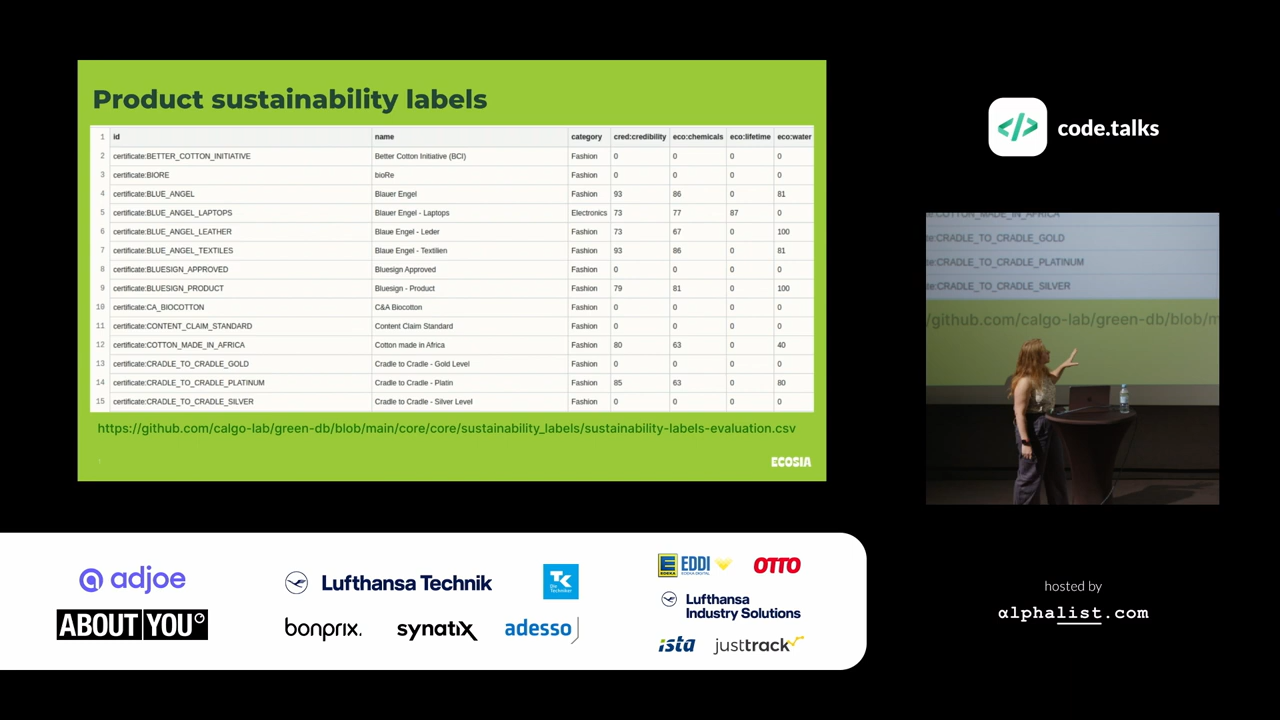 Product sustainability labels
1 id name category cred:credibility eco:chemicals eco:lifetime eco:water
2 certificate:BETTER_COTTON_INITIATIVE Better Cotton Initiative (BCI) Fashion 0 0 0 0
3 certificate:BIORE bioRe Fashion 0 0 0 0
4 certificate:BLUE_ANGEL Blauer Engel Fashion 93 86 0 81
5 certificate:BLUE_ANGEL_LAPTOPS Blauer Engel - Laptops Electronics 73 77 87 0
6 certificate:BLUE_ANGEL_LEATHER Blaue Engel - Leder Fashion 73 67 0 100
7 certificate:BLUE_ANGEL_TEXTILES Blaue Engel - Textilien Fashion 93 86 0 81
8 certificate:BLUESIGN_APPROVED Bluesign Approved Fashion 0 0 0 0
9 certificate:BLUESIGN_PRODUCT Bluesign - Product Fashion 79 81 0 100
10 certificate:CA_BIOCOTTON C&A Biocotton Fashion 0 0 0 0
11 certificate:CONTENT_CLAIM_STANDARD Content Claim Standard Fashion 0 0 0 0
12 certificate:COTTON_MADE_IN_AFRICA Cotton made in Africa Fashion 80 63 0 40
13 certificate:CRADLE_TO_CRADLE_GOLD Cradle to Cradle - Gold Level Fashion 0 0 0 0
14 certificate:CRADLE_TO_CRADLE_PLATINUM Cradle to Cradle - Platin Fashion 85 63 0 80
15 certificate:CRADLE_TO_CRADLE_SILVER Cradle to Cradle - Silver Level Fashion 0 0 0 0
https://github.com/calgo-lab/green-db/blob/main/core/core/sustainability_labels/sustainability-labels-evaluation.csv
ECOSIA
</> code.talks
COTTON_MADE_IN_AFRICA
te:CRADLE_TO_CRADLE_GOLD
te:CRADLE_TO_CRADLE_PLATINUM
te:CRADLE_TO_CRADLE_SILVER
/github.com/calgo-lab/green-db/blob/m
hosted by
αlphalist.com
adjoe
ABOUT YOU°
Lufthansa Technik
bonprix.
synatix
TK
Die Techniker
adesso
EDEKA
EDDI
EDEKA DIGITAL
OTTO
Lufthansa
Industry Solutions
ista
justtrack